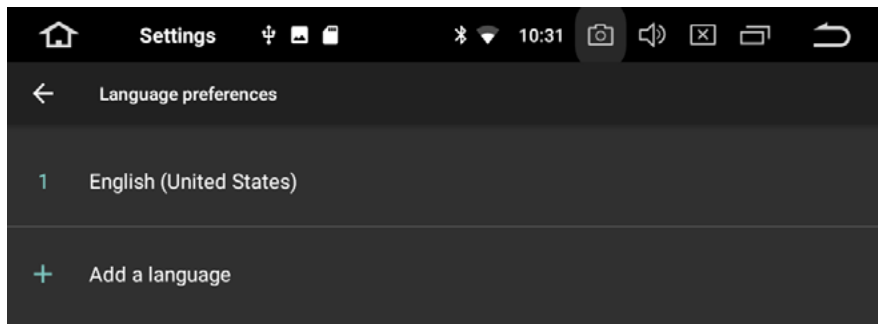 Settings 10:31
Language preferences
1 English (United States)
+ Add a language